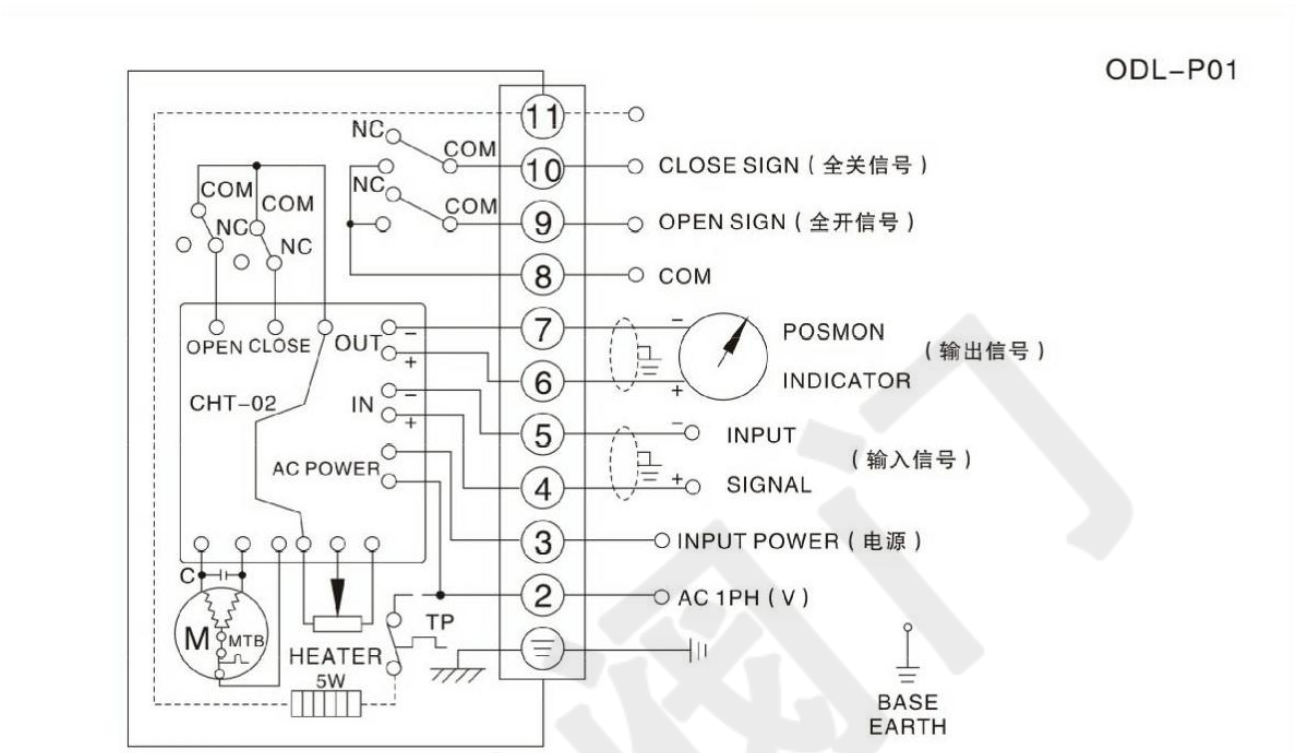 ODL-P01
11
NC
COM
10
CLOSE SIGN ( 全关信号 )
COM
COM
NC
COM
NC
NC
9
OPEN SIGN ( 全开信号 )
8
COM
OPEN CLOSE
OUT
-
+
7
-
POSMON
( 输出信号 )
6
+
INDICATOR
CHT-02
IN
-
+
5
-
INPUT
( 输入信号 )
AC POWER
4
+
SIGNAL
3
INPUT POWER ( 电源 )
C
2
AC 1PH ( V )
M
MTB
TP
HEATER
5W
BASE
EARTH
阀门